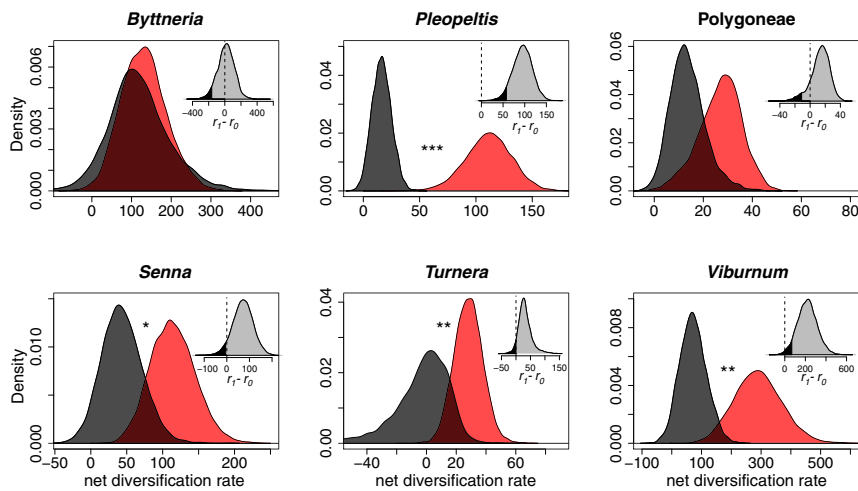 Byttneria Pleopeltis Polygoneae
Density
0.000 0.003 0.006
0 100 200 300 400
−400 0 400
r1- r0
0.00 0.02 0.04
0 50 100 150
***
0 50 100 150
r1- r0
0.00 0.02 0.04 0.06
0 20 40 60 80
−40 0 40
r1- r0
Senna Turnera Viburnum
Density
0.000 0.010
−50 0 50 100 200
*
−100 0 100
r1- r0
net diversification rate
0.00 0.02 0.04
−40 0 20 60
**
−50 50 150
r1- r0
net diversification rate
0.000 0.004 0.008
−100 100 300 500
**
0 200 600
r1- r0
net diversification rate